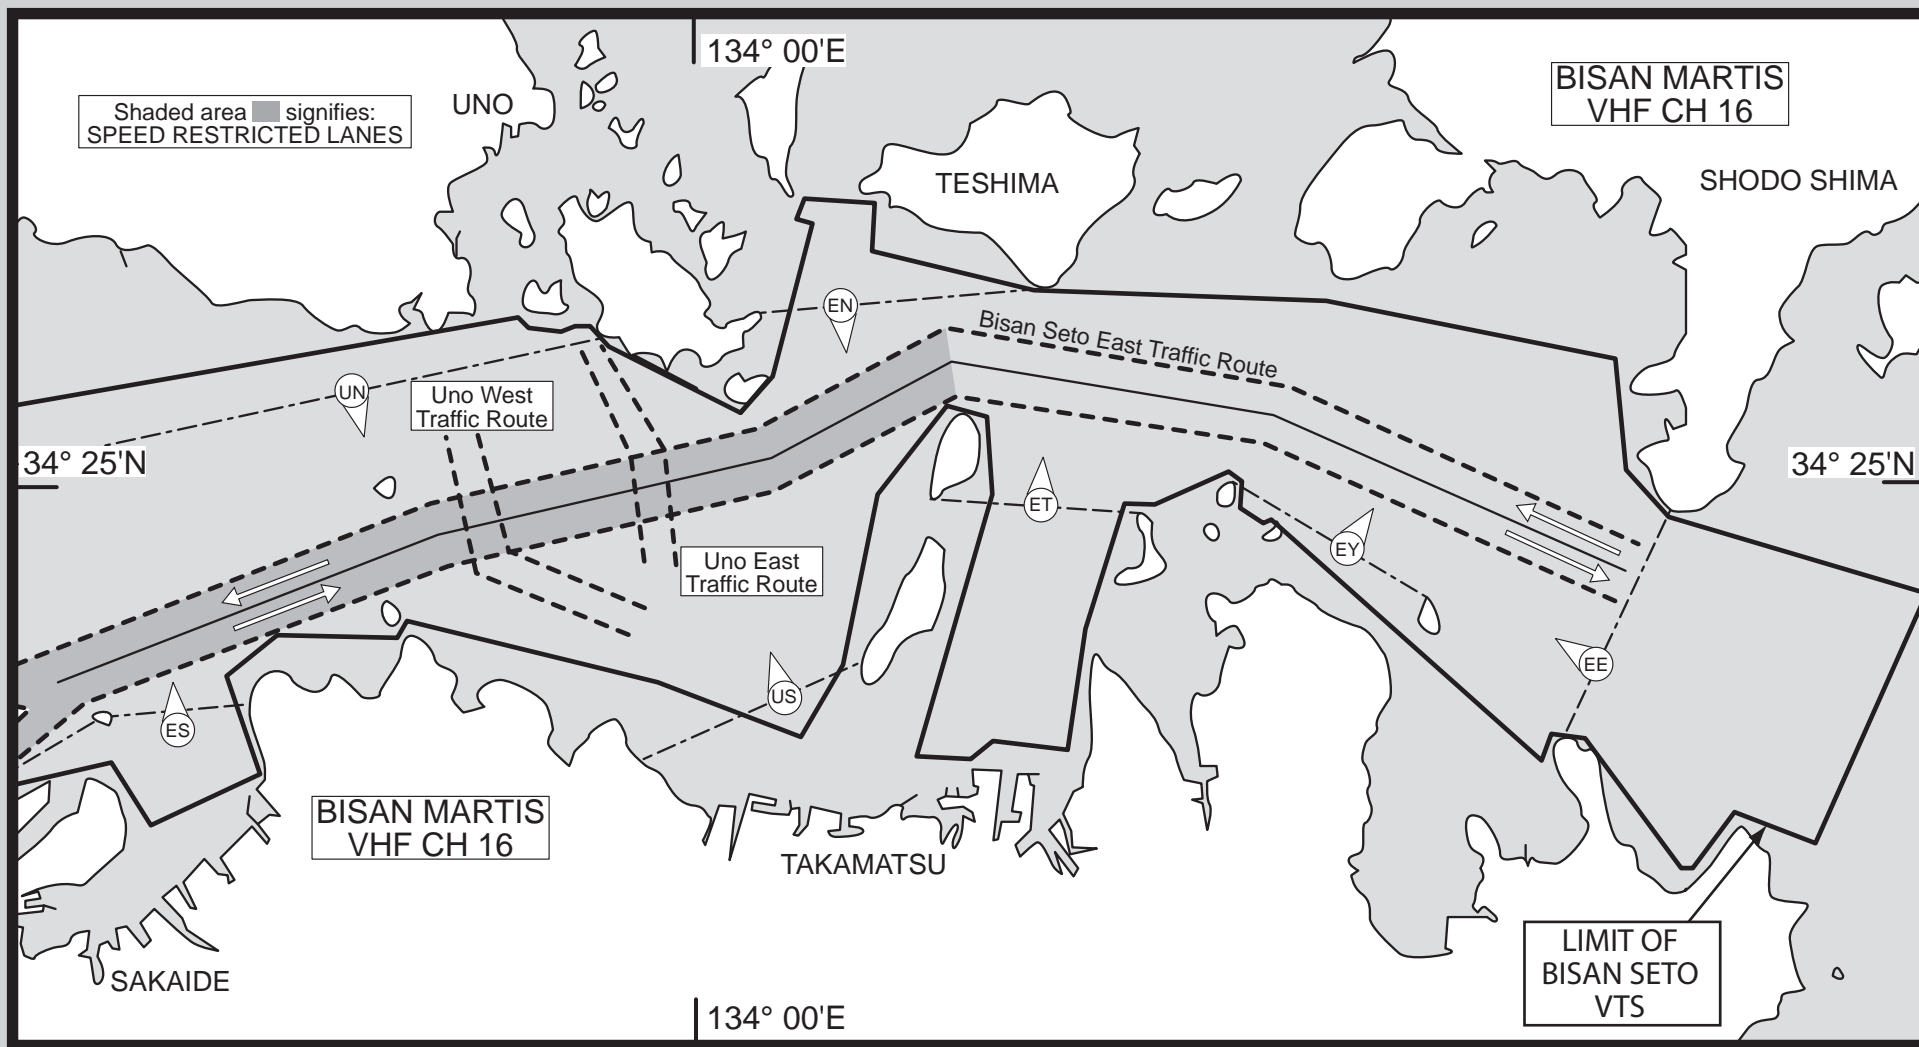 134° 00'E
BISAN MARTIS
VHF CH 16
Shaded area signifies:
SPEED RESTRICTED LANES
UNO
TESHIMA
SHODO SHIMA
EN
Bisan Seto East Traffic Route
UN
Uno West
Traffic Route
34° 25'N
34° 25'N
ET
EY
Uno East
Traffic Route
EE
US
ES
BISAN MARTIS
VHF CH 16
TAKAMATSU
SAKAIDE
LIMIT OF
BISAN SETO
VTS
134° 00'E